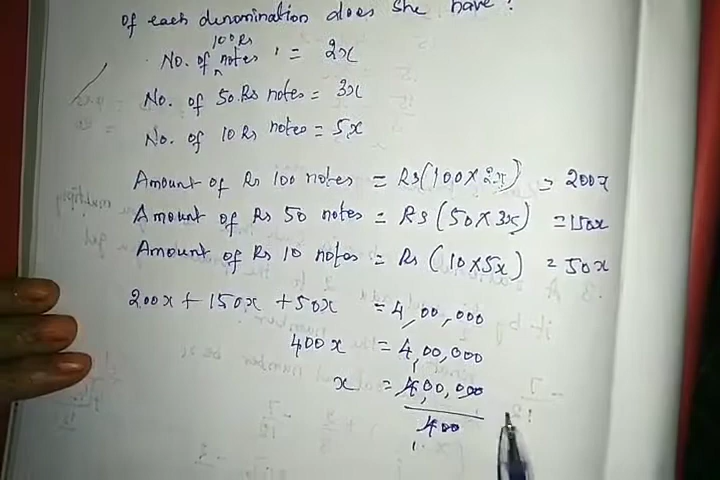 of each denomination does she have?
100 Rs
No. of notes = 2x
No. of 50 Rs notes = 3x
No. of 10 Rs notes = 5x
Amount of Rs 100 notes = Rs (100 × 2x) = 200x
Amount of Rs 50 notes = Rs (50 × 3x) = 150x
Amount of Rs 10 notes = Rs (10 × 5x) = 50x
200x + 150x + 50x = 4,00,000
400x = 4,00,000
x = 4,00,000
400